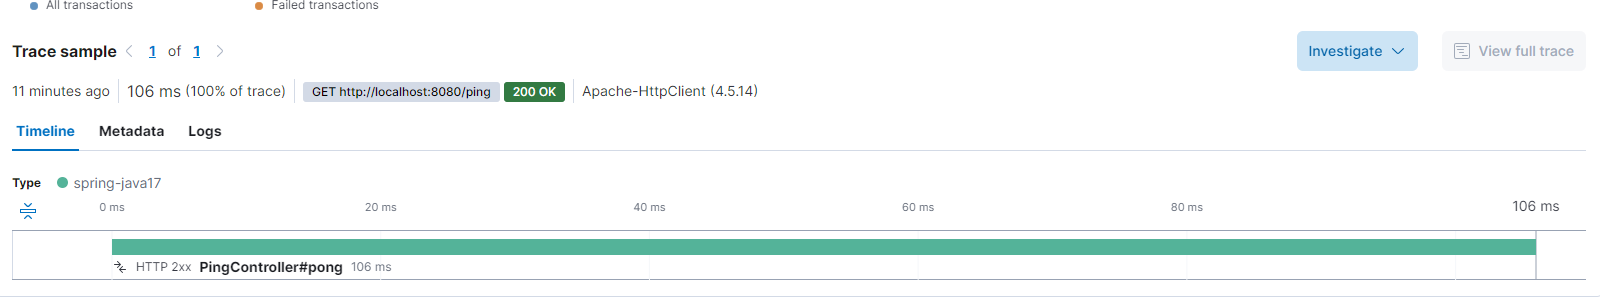 All transactions Failed transactions
Trace sample 1 of 1 Investigate View full trace
11 minutes ago 106 ms (100% of trace) GET http://localhost:8080/ping 200 OK Apache-HttpClient (4.5.14)
Timeline Metadata Logs
Type spring-java17
0 ms 20 ms 40 ms 60 ms 80 ms 106 ms
HTTP 2xx PingController#pong 106 ms